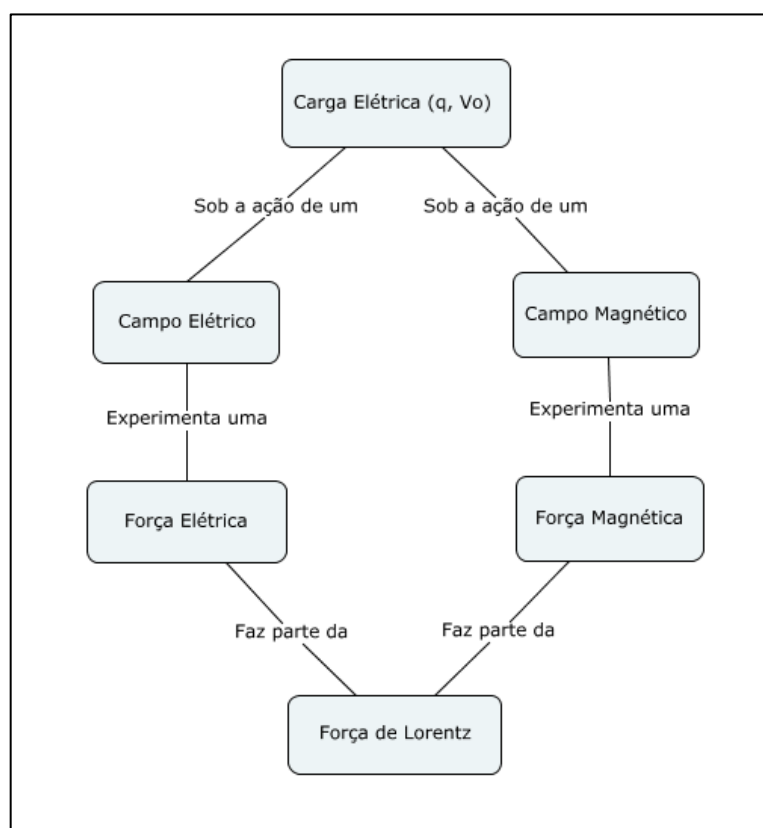 Carga Elétrica (q, Vo)
Sob a ação de um
Sob a ação de um
Campo Elétrico
Campo Magnético
Experimenta uma
Experimenta uma
Força Elétrica
Força Magnética
Faz parte da
Faz parte da
Força de Lorentz